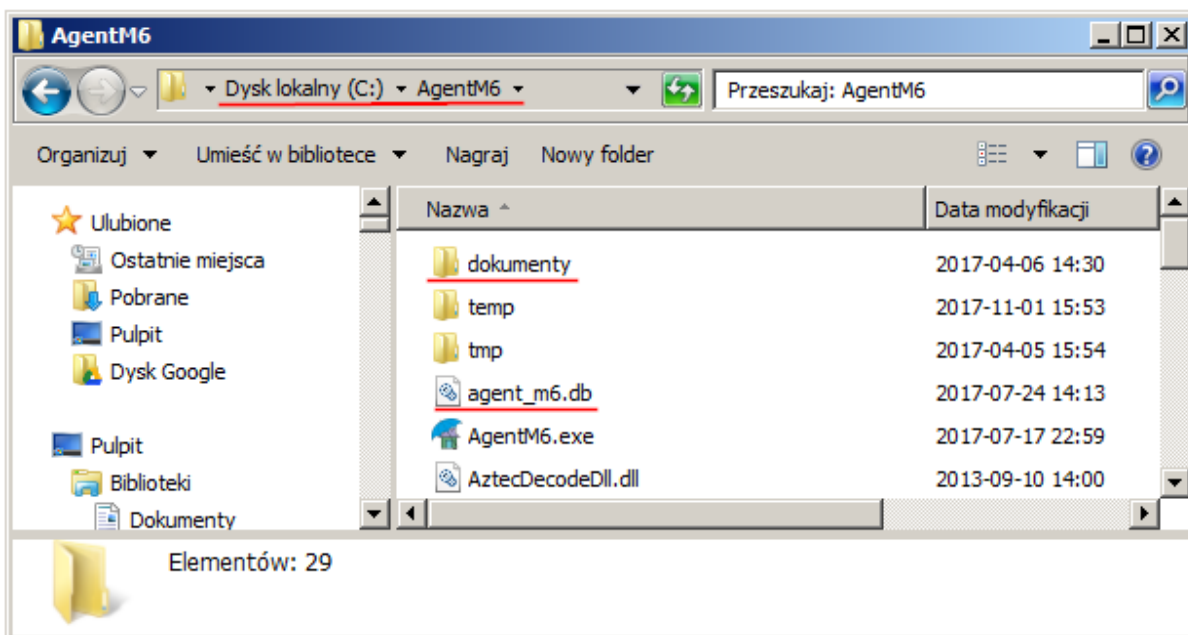 AgentM6
Dysk lokalny (C:) AgentM6 Przeszukaj: AgentM6
Organizuj Umieść w bibliotece Nagraj Nowy folder
Nazwa Data modyfikacji
Ulubione
Ostatnie miejsca
Pobrane
Pulpit
Dysk Google
Pulpit
Biblioteki
Dokumenty
dokumenty 2017-04-06 14:30
temp 2017-11-01 15:53
tmp 2017-04-05 15:54
agent_m6.db 2017-07-24 14:13
AgentM6.exe 2017-07-17 22:59
AztecDecodeDll.dll 2013-09-10 14:00
Elementów: 29